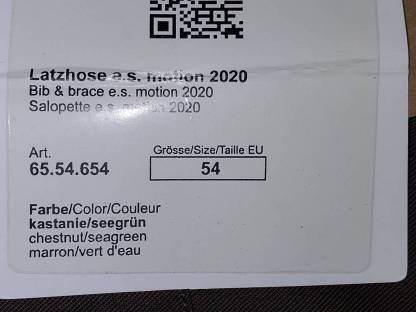 Latzhose e.s. motion 2020
Bib & brace e.s. motion 2020
Salopette e.s. motion 2020
Art.
65.54.654
Grösse/Size/Taille EU
54
Farbe/Color/Couleur
kastanie/seegrün
chestnut/seagreen
marron/vert d'eau